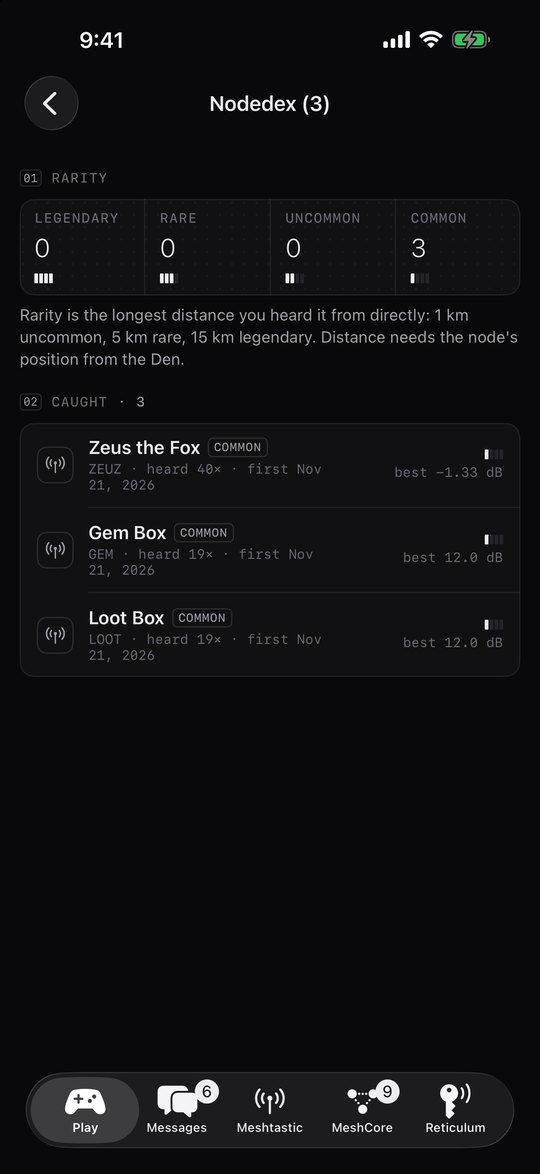 9:41
Nodedex (3)
01 RARITY
LEGENDARY RARE UNCOMMON COMMON
0 0 0 3
Rarity is the longest distance you heard it from directly: 1 km
uncommon, 5 km rare, 15 km legendary. Distance needs the node's
position from the Den.
02 CAUGHT · 3
Zeus the Fox COMMON
ZEUZ · heard 40× · first Nov
21, 2026
best −1.33 dB
Gem Box COMMON
GEM · heard 19× · first Nov
21, 2026
best 12.0 dB
Loot Box COMMON
LOOT · heard 19× · first Nov
21, 2026
best 12.0 dB
6 9
Play Messages Meshtastic MeshCore Reticulum